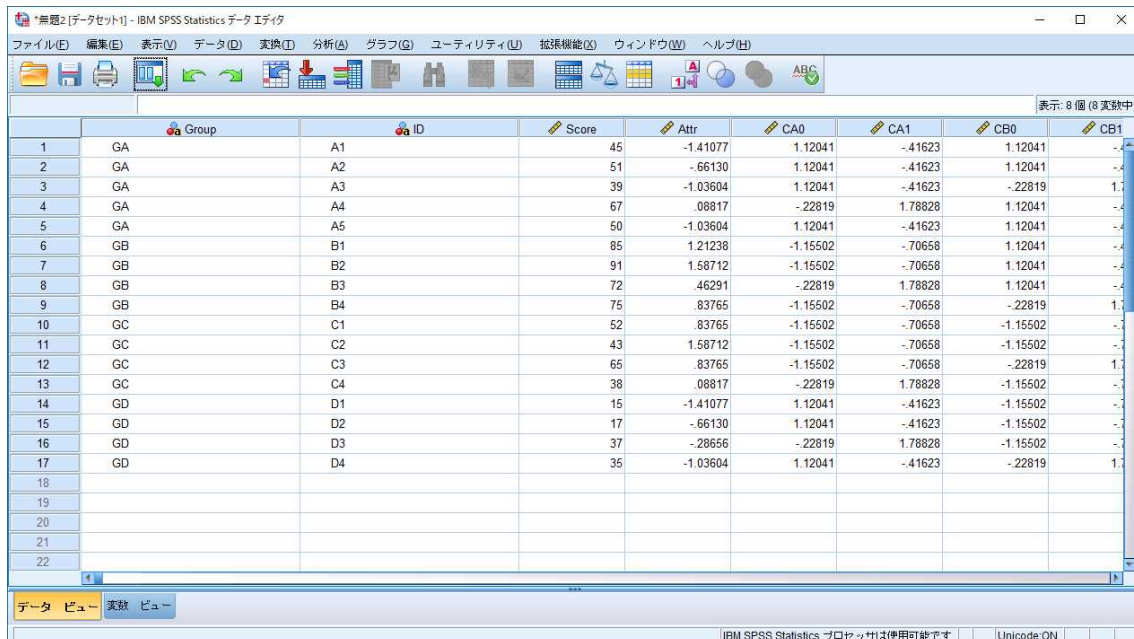 *無題2 [データセット1] - IBM SPSS Statistics データ エディタ
ファイル(F) 編集(E) 表示(V) データ(D) 変換(T) 分析(A) グラフ(G) ユーティリティ(U) 拡張機能(X) ウィンドウ(W) ヘルプ(H)
表示: 8 個 (8 変数中
Group ID Score Attr CA0 CA1 CB0 CB1
1 GA A1 45 -1.41077 1.12041 -.41623 1.12041
2 GA A2 51 -.66130 1.12041 -.41623 1.12041
3 GA A3 39 -1.03604 1.12041 -.41623 -.22819
4 GA A4 67 .08817 -.22819 1.78828 1.12041
5 GA A5 50 -1.03604 1.12041 -.41623 1.12041
6 GB B1 85 1.21238 -1.15502 -.70658 1.12041
7 GB B2 91 1.58712 -1.15502 -.70658 1.12041
8 GB B3 72 .46291 -.22819 1.78828 1.12041
9 GB B4 75 .83765 -1.15502 -.70658 -.22819
10 GC C1 52 .83765 -1.15502 -.70658 -1.15502
11 GC C2 43 1.58712 -1.15502 -.70658 -1.15502
12 GC C3 65 .83765 -1.15502 -.70658 -.22819
13 GC C4 38 .08817 -.22819 1.78828 -1.15502
14 GD D1 15 -1.41077 1.12041 -.41623 -1.15502
15 GD D2 17 -.66130 1.12041 -.41623 -1.15502
16 GD D3 37 -.28656 -.22819 1.78828 -1.15502
17 GD D4 35 -1.03604 1.12041 -.41623 -.22819
18
19
20
21
22
データ ビュー 変数 ビュー
IBM SPSS Statistics プロセッサは使用可能です Unicode:ON